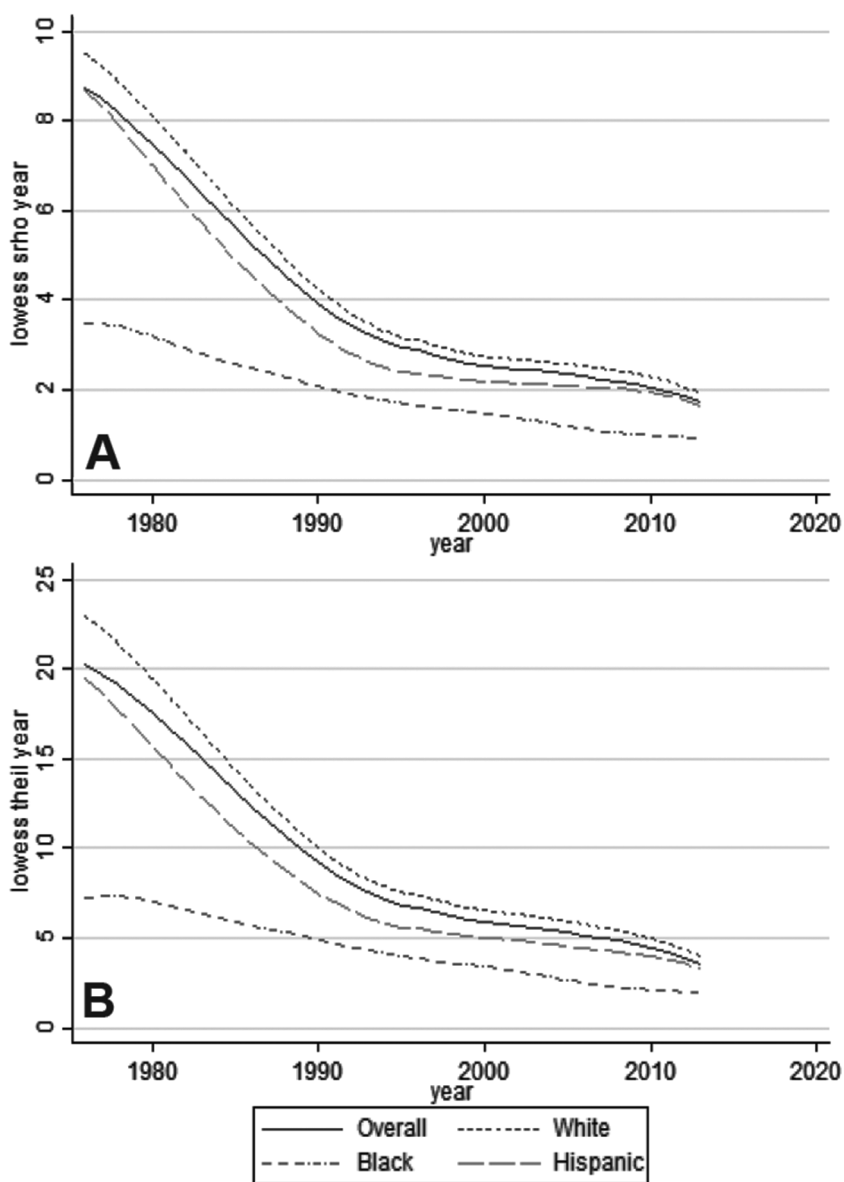 10
8
6
4
2
0
lowess srho year
A
1980 1990 2000 2010 2020
year
25
20
15
10
5
0
lowess theil year
B
1980 1990 2000 2010 2020
year
Overall White
Black Hispanic